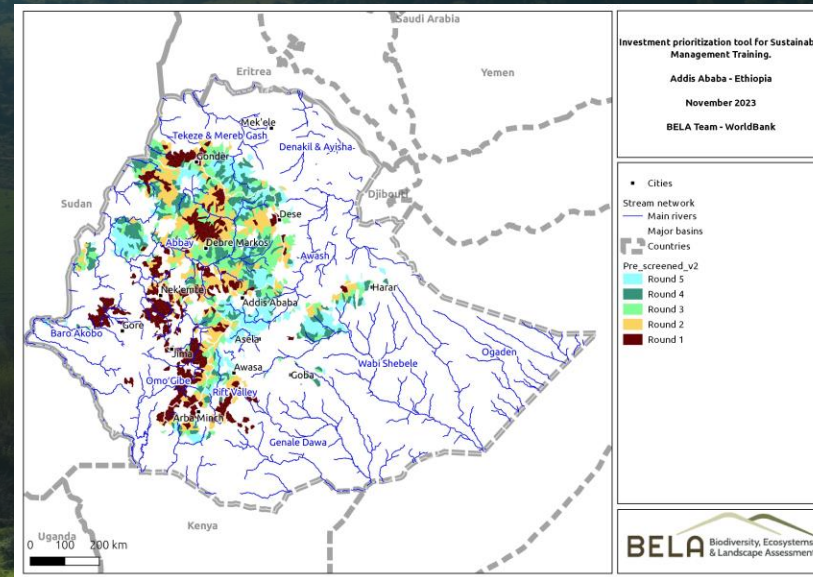 Saudi Arabia
Eritrea
Yemen
Mek'ele
Tekeze & Mereb Gash
Denakil & Ayisha
Gonder
Sudan
Djibouti
Dese
Abbay
Debre Markos
Awash
Nek'emte
Harar
Addis Ababa
Gore
Baro Akobo
Asela
Jima
Ogaden
Wabi Shebele
Awasa
Goba
Omo Gibe
Rift Valley
Arba Minch
Genale Dawa
Kenya
Uganda
0 100 200 km
Investment prioritization tool for Sustainab
Management Training.
Addis Ababa - Ethiopia
November 2023
BELA Team - WorldBank
Cities
Stream network
Main rivers
Major basins
Countries
Pre_screened_v2
Round 5
Round 4
Round 3
Round 2
Round 1
BELA Biodiversity, Ecosystems
& Landscape Assessment